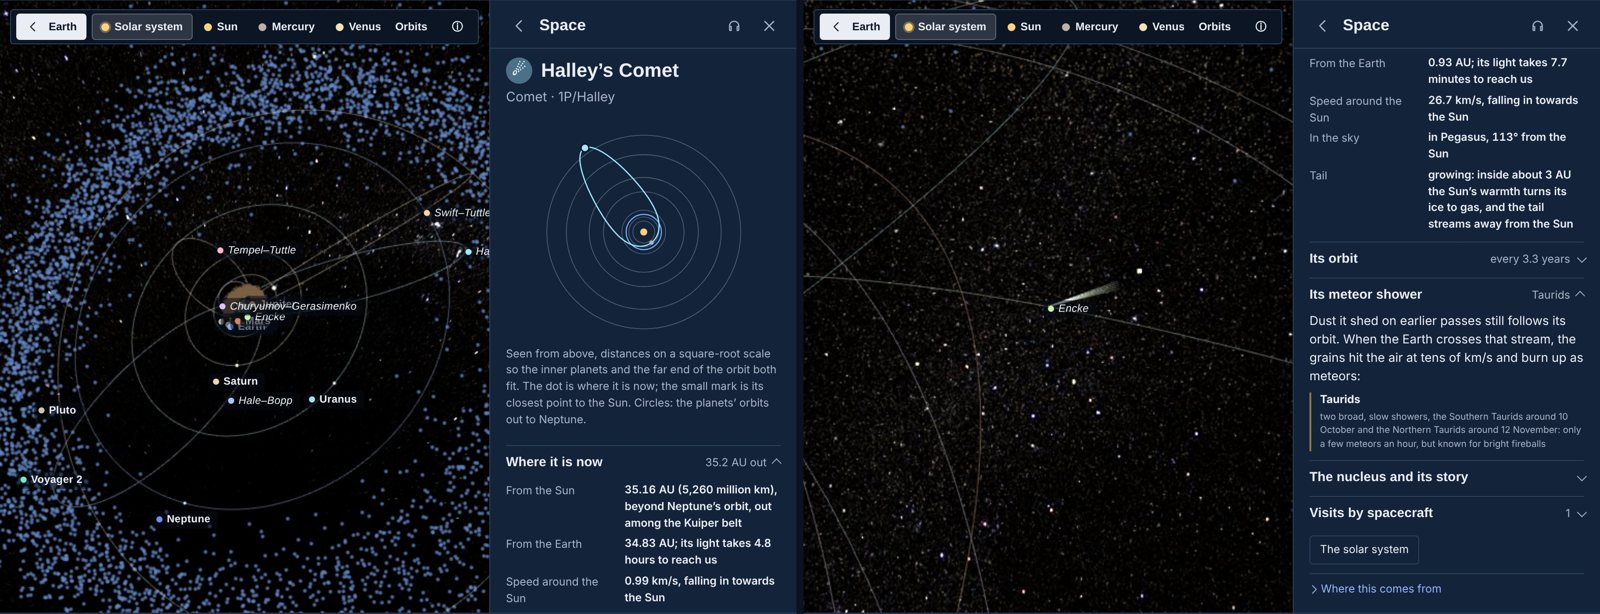 Earth
Solar system
Sun
Mercury
Venus
Orbits
Swift–Tuttle
Tempel–Tuttle
Ha
Churyumov–Gerasimenko
Jupiter
Encke
Mars
Earth
Saturn
Hale–Bopp
Uranus
Pluto
Voyager 2
Neptune
Space
Halley’s Comet
Comet · 1P/Halley
Seen from above, distances on a square-root scale
so the inner planets and the far end of the orbit both
fit. The dot is where it is now; the small mark is its
closest point to the Sun. Circles: the planets’ orbits
out to Neptune.
Where it is now 35.2 AU out
From the Sun 35.16 AU (5,260 million km),
beyond Neptune’s orbit, out
among the Kuiper belt
From the Earth 34.83 AU; its light takes 4.8
hours to reach us
Speed around the 0.99 km/s, falling in towards
Sun the Sun
Earth
Solar system
Sun
Mercury
Venus
Orbits
Encke
Space
From the Earth 0.93 AU; its light takes 7.7
minutes to reach us
Speed around the 26.7 km/s, falling in towards
Sun the Sun
In the sky in Pegasus, 113° from the
Sun
Tail growing: inside about 3 AU
the Sun’s warmth turns its
ice to gas, and the tail
streams away from the Sun
Its orbit every 3.3 years
Its meteor shower Taurids
Dust it shed on earlier passes still follows its
orbit. When the Earth crosses that stream, the
grains hit the air at tens of km/s and burn up as
meteors:
Taurids
two broad, slow showers, the Southern Taurids around 10
October and the Northern Taurids around 12 November: only
a few meteors an hour, but known for bright fireballs
The nucleus and its story
Visits by spacecraft 1
The solar system
Where this comes from